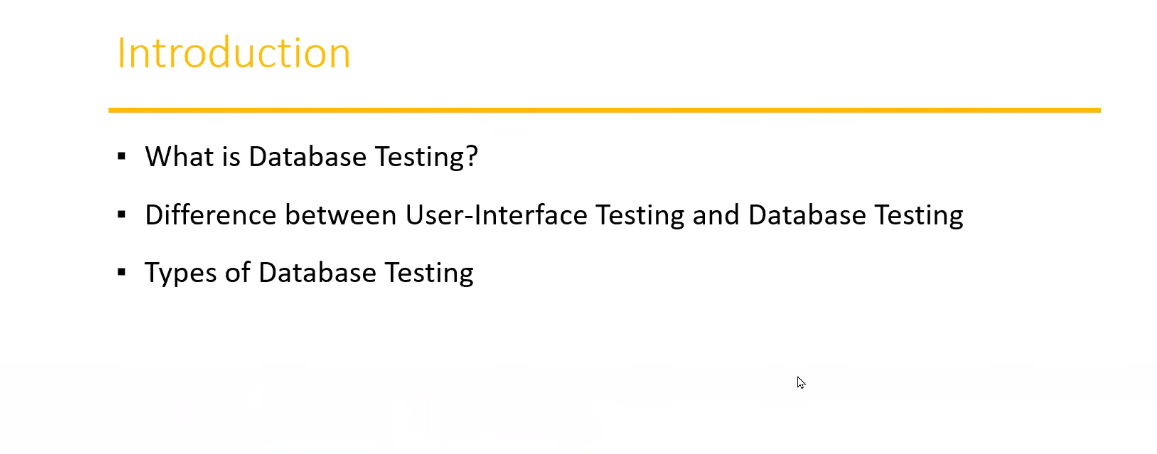 Introduction
▪ What is Database Testing?
▪ Difference between User-Interface Testing and Database Testing
▪ Types of Database Testing